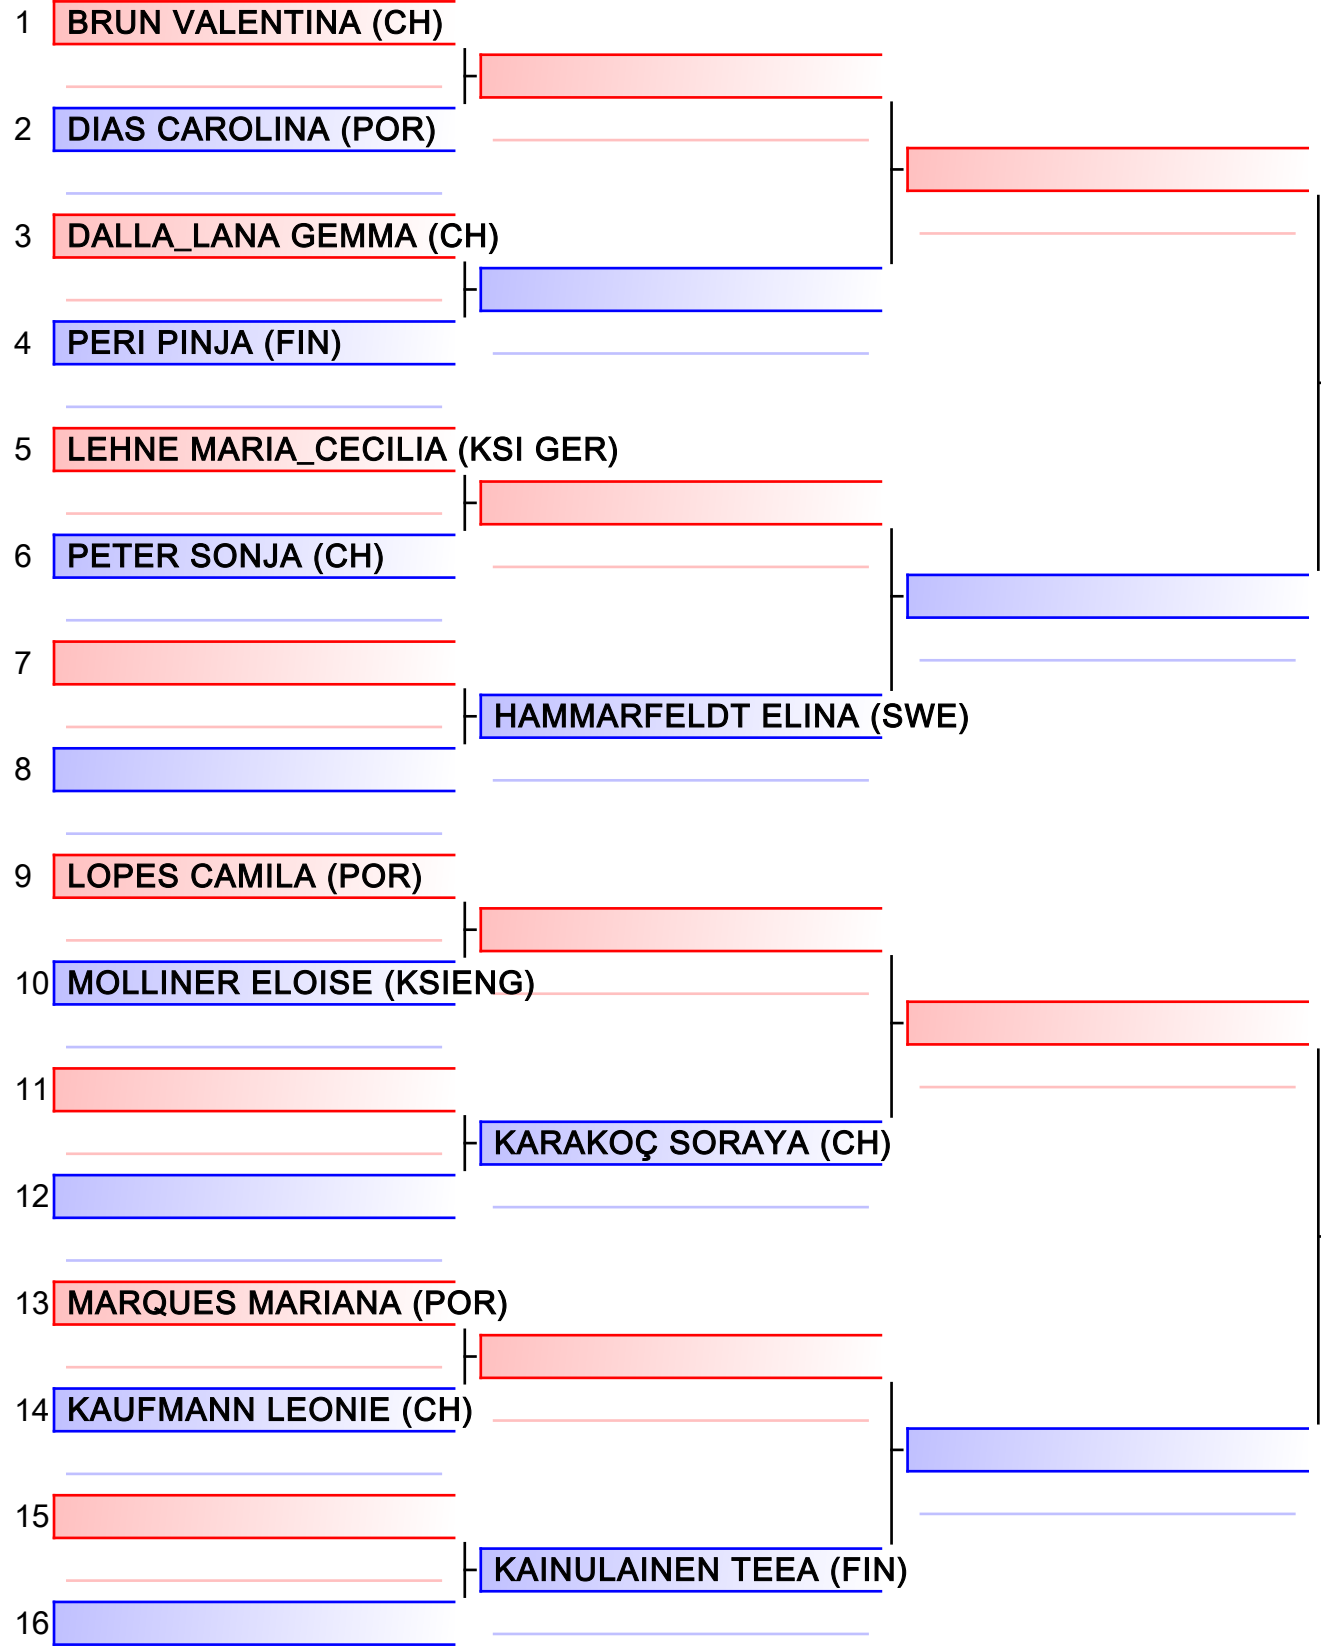 1 BRUN VALENTINA (CH)
2 DIAS CAROLINA (POR)
3 DALLA_LANA GEMMA (CH)
4 PERI PINJA (FIN)
5 LEHNE MARIA_CECILIA (KSI GER)
6 PETER SONJA (CH)
7
HAMMARFELDT ELINA (SWE)
8
9 LOPES CAMILA (POR)
10 MOLLINER ELOISE (KSIENG)
11
KARAKOÇ SORAYA (CH)
12
13 MARQUES MARIANA (POR)
14 KAUFMANN LEONIE (CH)
15
KAINULAINEN TEEA (FIN)
16